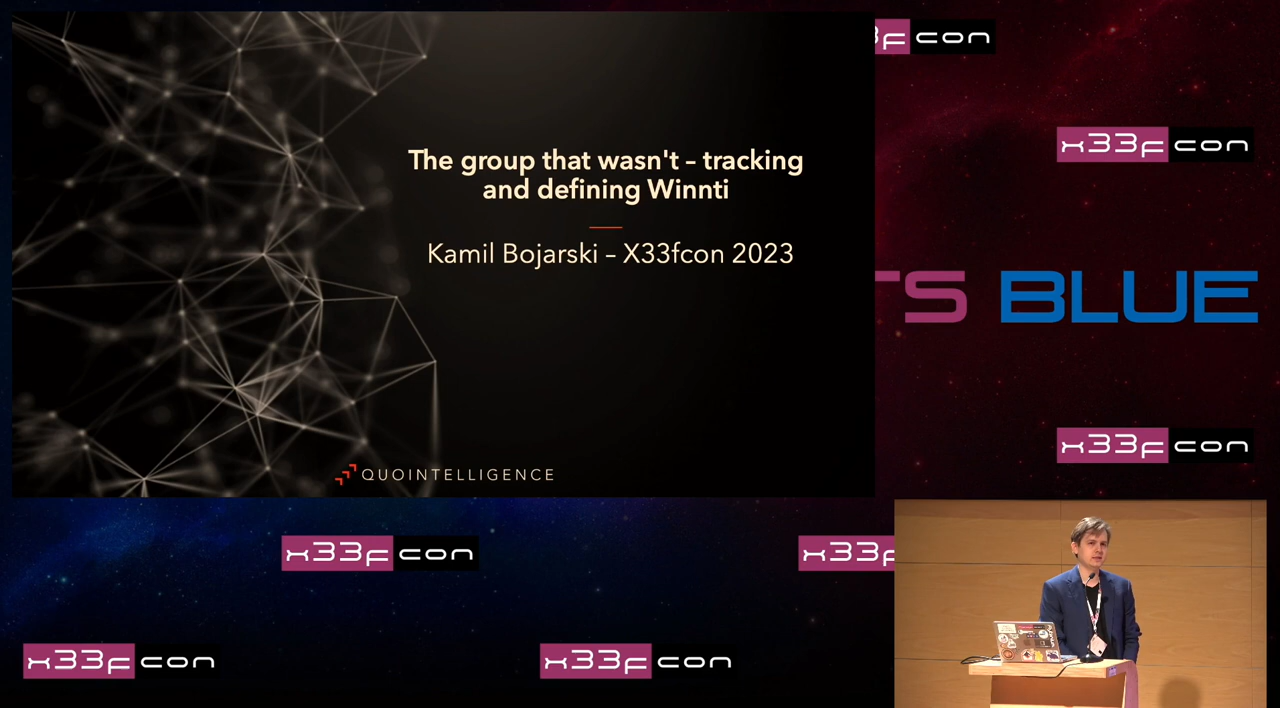 The group that wasn't – tracking
and defining Winnti
Kamil Bojarski – X33fcon 2023
QUOINTELLIGENCE
con
x33fcon
TS BLUE
x33fcon
x33fcon
x33f
x33fcon
x33fcon